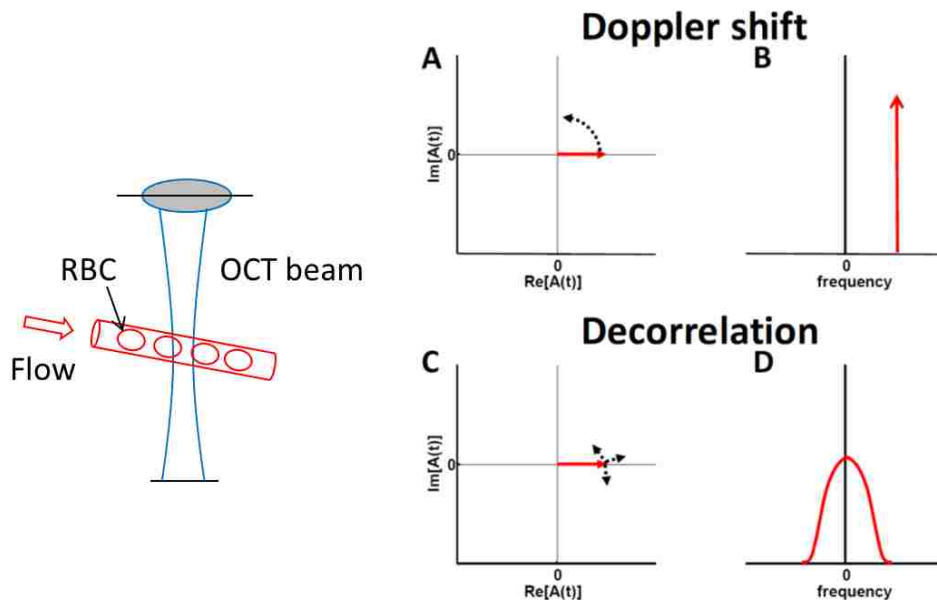 Doppler shift
A
B
Im[A(t)]
0
0
Re[A(t)]
0
frequency
RBC
OCT beam
Flow
Decorrelation
C
D
Im[A(t)]
0
0
Re[A(t)]
0
frequency